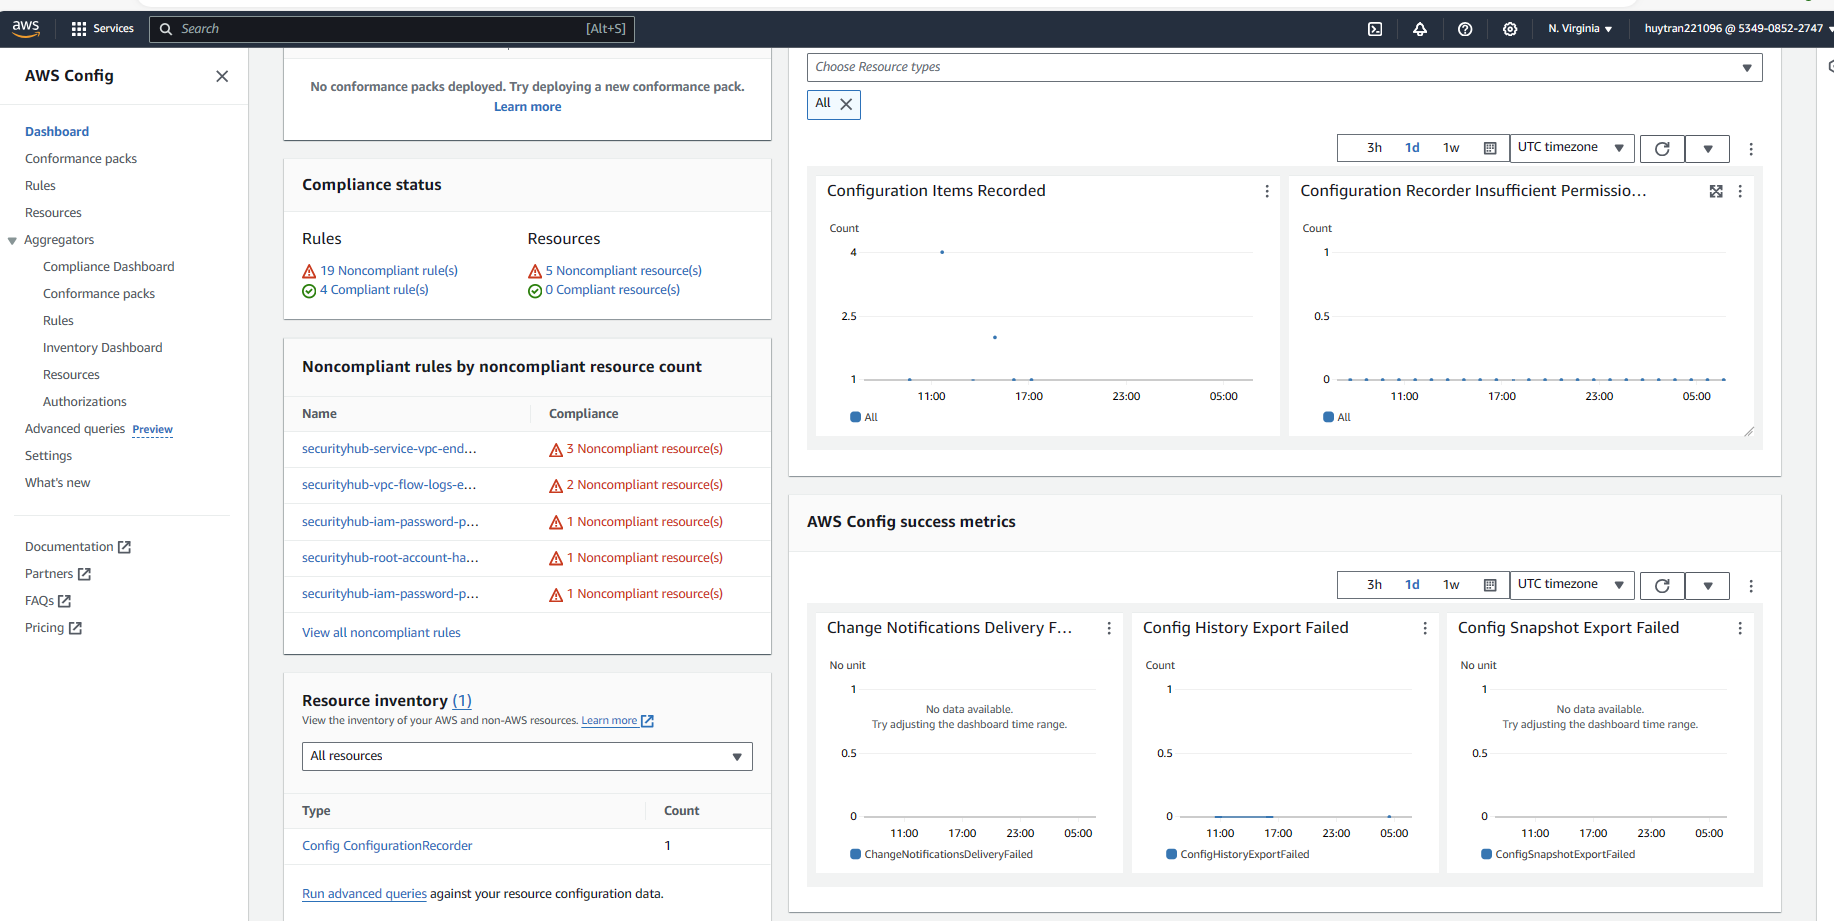 aws
Services
Search
[Alt+S]
N. Virginia
huytran221096 @ 5349-0852-2747
AWS Config
Dashboard
Conformance packs
Rules
Resources
Aggregators
Compliance Dashboard
Conformance packs
Rules
Inventory Dashboard
Resources
Authorizations
Advanced queries Preview
Settings
What's new
Documentation
Partners
FAQs
Pricing
No conformance packs deployed. Try deploying a new conformance pack.
Learn more
Compliance status
Rules
19 Noncompliant rule(s)
4 Compliant rule(s)
Resources
5 Noncompliant resource(s)
0 Compliant resource(s)
Noncompliant rules by noncompliant resource count
Name Compliance
securityhub-service-vpc-end... 3 Noncompliant resource(s)
securityhub-vpc-flow-logs-e... 2 Noncompliant resource(s)
securityhub-iam-password-p... 1 Noncompliant resource(s)
securityhub-root-account-ha... 1 Noncompliant resource(s)
securityhub-iam-password-p... 1 Noncompliant resource(s)
View all noncompliant rules
Resource inventory (1)
View the inventory of your AWS and non-AWS resources. Learn more
All resources
Type Count
Config ConfigurationRecorder 1
Run advanced queries against your resource configuration data.
Choose Resource types
All
3h 1d 1w UTC timezone
Configuration Items Recorded
Count
4
2.5
1
11:00 17:00 23:00 05:00
All
Configuration Recorder Insufficient Permissio...
Count
1
0.5
0
11:00 17:00 23:00 05:00
All
AWS Config success metrics
3h 1d 1w UTC timezone
Change Notifications Delivery F...
No unit
1
No data available.
Try adjusting the dashboard time range.
0.5
0
11:00 17:00 23:00 05:00
ChangeNotificationsDeliveryFailed
Config History Export Failed
Count
1
0.5
0
11:00 17:00 23:00 05:00
ConfigHistoryExportFailed
Config Snapshot Export Failed
No unit
1
No data available.
Try adjusting the dashboard time range.
0.5
0
11:00 17:00 23:00 05:00
ConfigSnapshotExportFailed